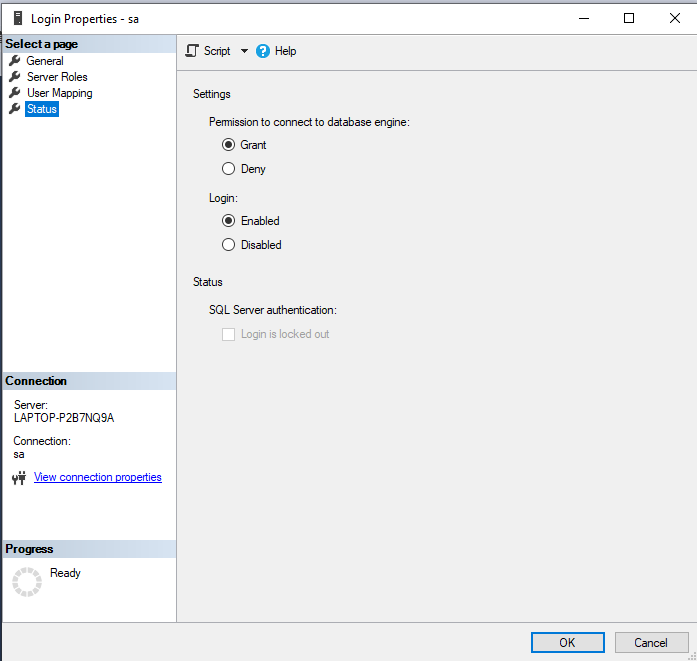 Login Properties - sa
Select a page
General
Server Roles
User Mapping
Status
Script
Help
Settings
Permission to connect to database engine:
Grant
Deny
Login:
Enabled
Disabled
Status
SQL Server authentication:
Login is locked out
Connection
Server:
LAPTOP-P2B7NQ9A
Connection:
sa
View connection properties
Progress
Ready
OK
Cancel